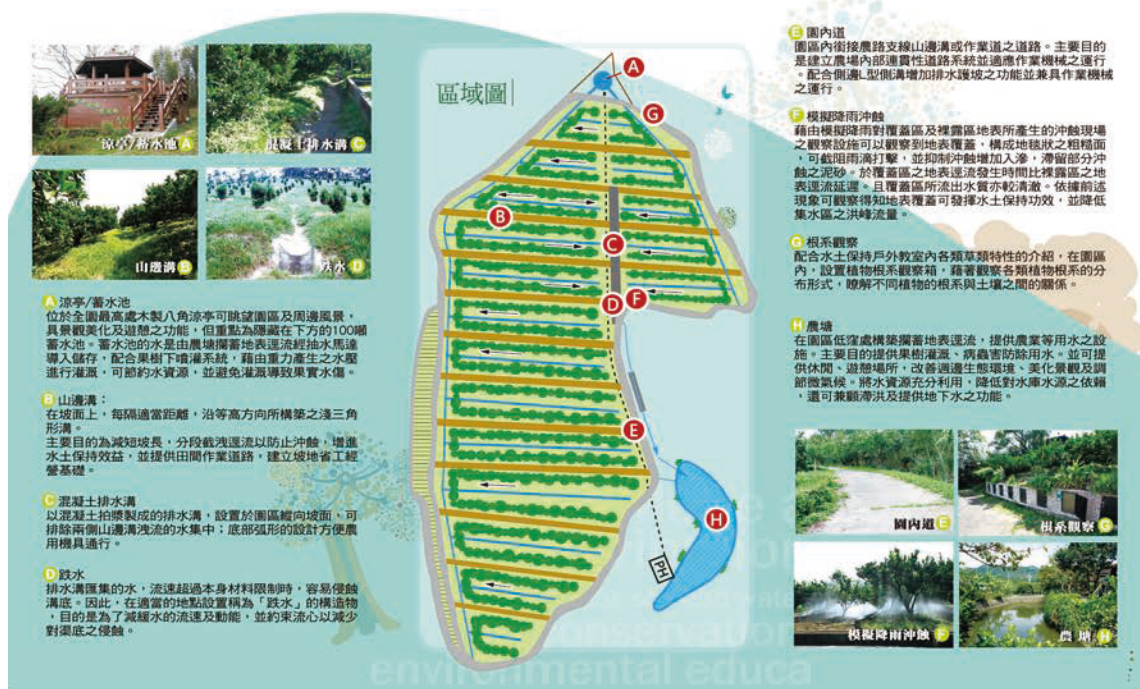 涼亭/蓄水池 A
混凝土排水溝 C
山邊溝 B
跌水 D
A 涼亭/蓄水池
位於全園最高處木製八角涼亭可眺望園區及周邊風景，
具景觀美化及遊憩之功能，但重點為隱藏在下方的100噸
蓄水池。蓄水池的水是由農塘攔蓄地表逕流經抽水馬達
導入儲存，配合果樹下噴灌系統，藉由重力產生之水壓
進行灌溉，可節約水資源，並避免灌溉導致果實水傷。
B 山邊溝：
在坡面上，每隔適當距離，沿等高方向所構築之淺三角
形溝。
主要目的為減短坡長，分段截洩逕流以防止沖蝕，增進
水土保持效益，並提供田間作業道路，建立坡地省工經
營基礎。
C 混凝土排水溝
以混凝土拍漿製成的排水溝，設置於園區縱向坡面，可
排除兩側山邊溝洩流的水集中；底部弧形的設計方便農
用機具通行。
D 跌水
排水溝匯集的水，流速超過本身材料限制時，容易侵蝕
溝底。因此，在適當的地點設置稱為「跌水」的構造物
，目的是為了減緩水的流速及動能，並約束流心以減少
對渠底之侵蝕。
區域圖
A
G
B
C
D
F
E
H
PH
E 園內道
園區內銜接農路支線山邊溝或作業道之道路。主要目的
是建立農場內部連貫性道路系統並適應作業機械之運行
。配合側邊L型側溝增加排水護坡之功能並兼具作業機械
之運行。
F 模擬降雨沖蝕
藉由模擬降雨對覆蓋區及裸露區地表所產生的沖蝕現場
之觀察設施可以觀察到地表覆蓋，構成地毯狀之粗糙面
，可截阻雨滴打擊，並抑制沖蝕增加入滲，滯留部分沖
蝕之泥砂。於覆蓋區之地表逕流發生時間比裸露區之地
表逕流延遲。且覆蓋區所流出水質亦較清澈。依據前述
現象可觀察得知地表覆蓋可發揮水土保持功效，並降低
集水區之洪峰流量。
G 根系觀察
配合水土保持戶外教室內各類草類特性的介紹，在園區
內，設置植物根系觀察箱，藉著觀察各類植物根系的分
布形式，瞭解不同植物的根系與土壤之間的關係。
H 農塘
在園區低窪處構築攔蓄地表逕流，提供農業等用水之設
施。主要目的提供果樹灌溉、病蟲害防除用水。並可提
供休閒、遊憩場所，改善週邊生態環境、美化景觀及調
節微氣候。將水資源充分利用，降低對水庫水源之依賴
，還可兼顧滯洪及提供地下水之功能。
園內道 E
根系觀察 G
模擬降雨沖蝕 F
農塘 H
environmental educa